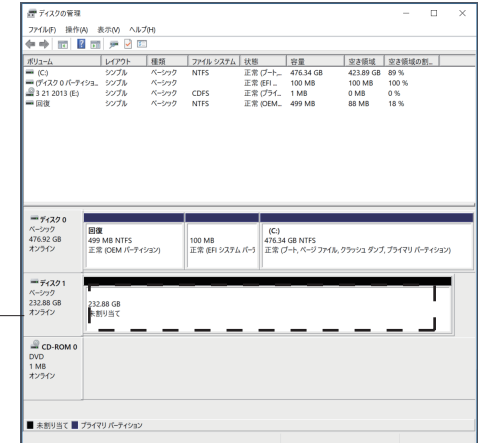 ディスクの管理
ファイル(F) 操作(A) 表示(V) ヘルプ(H)
ボリューム レイアウト 種類 ファイル システム 状態 容量 空き領域 空き領域の割...
(C:) シンプル ベーシック NTFS 正常 (ブート,... 476.34 GB 423.89 GB 89 %
(ディスク 0 パーティショ... シンプル ベーシック 正常 (EFI ... 100 MB 100 MB 100 %
3 21 2013 (E:) シンプル ベーシック CDFS 正常 (プライ... 1 MB 0 MB 0 %
回復 シンプル ベーシック NTFS 正常 (OEM... 499 MB 88 MB 18 %
ディスク 0
ベーシック
476.92 GB
オンライン
回復
499 MB NTFS
正常 (OEM パーティション)
100 MB
正常 (EFI システム パーテ
(C:)
476.34 GB NTFS
正常 (ブート, ページ ファイル, クラッシュ ダンプ, プライマリ パーティション)
ディスク 1
ベーシック
232.88 GB
オンライン
232.88 GB
未割り当て
CD-ROM 0
DVD
1 MB
オンライン
未割り当て プライマリ パーティション